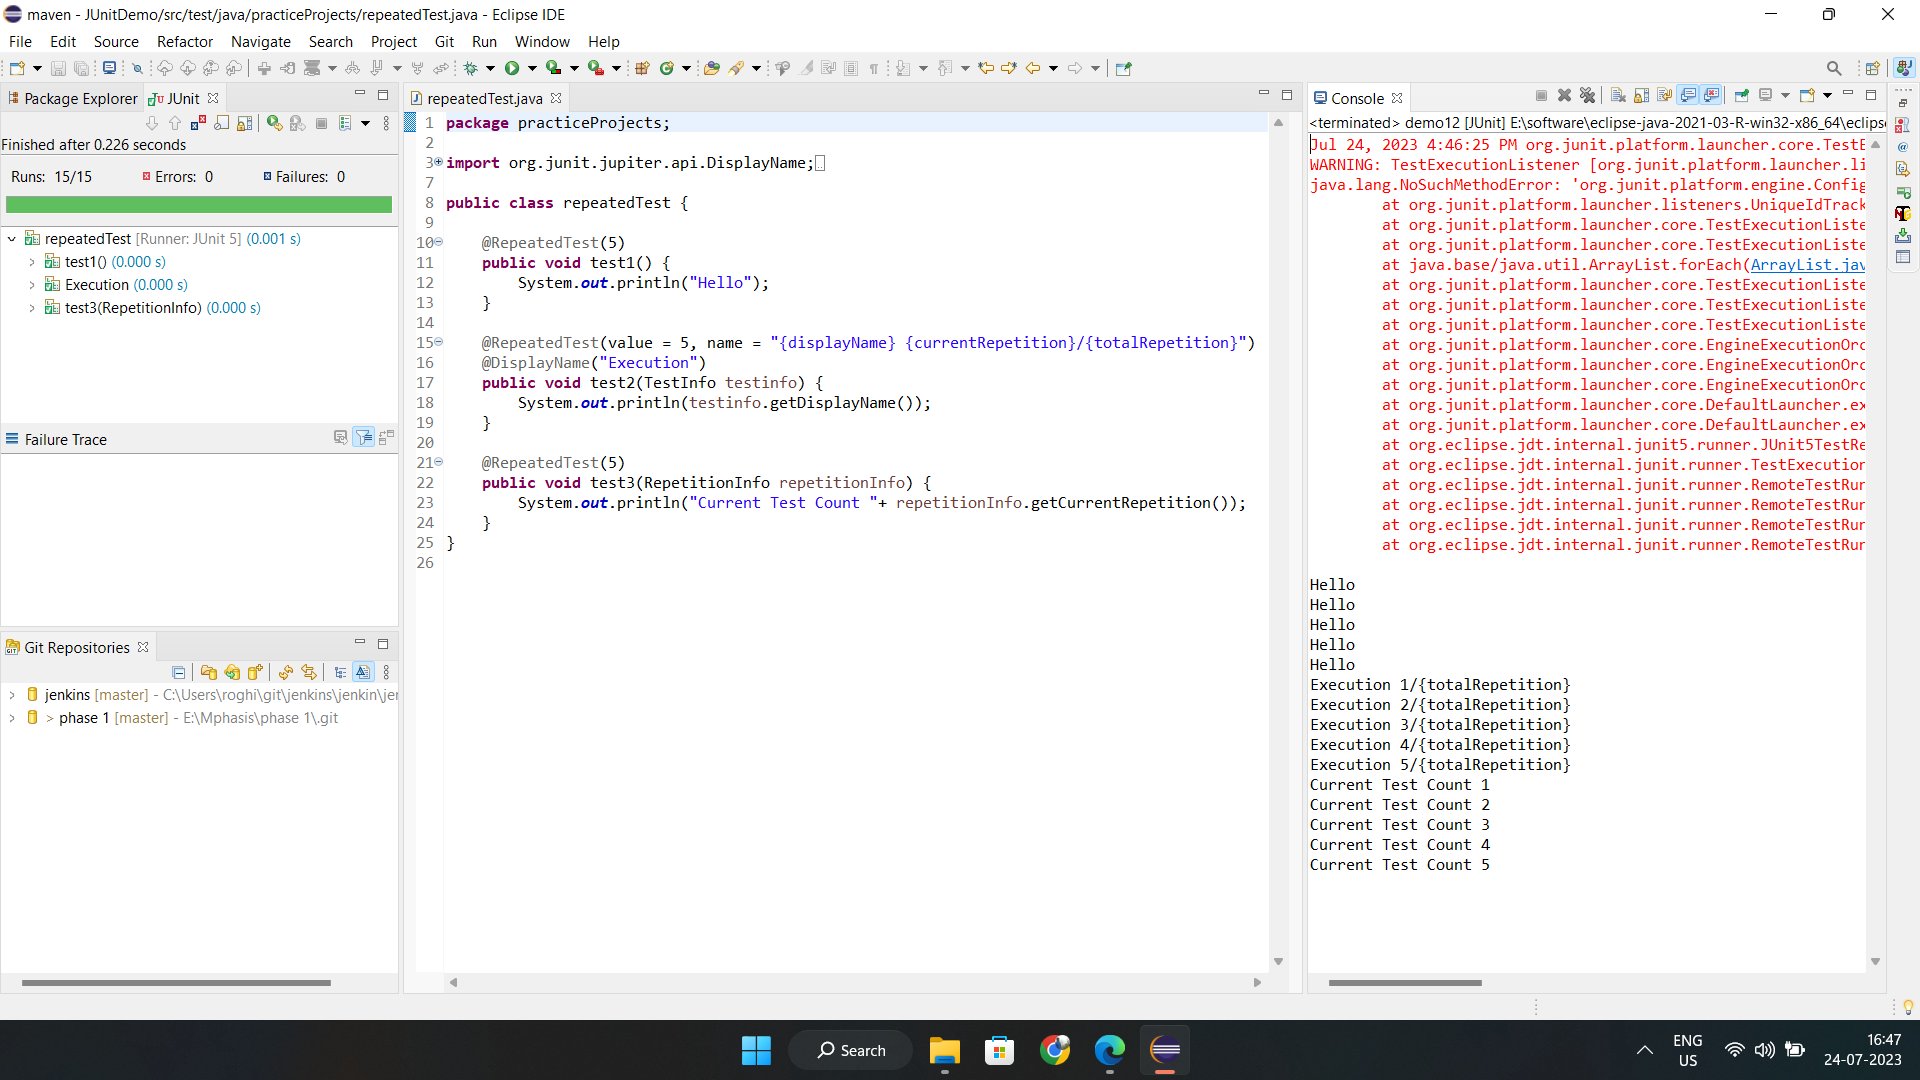 maven - JUnitDemo/src/test/java/practiceProjects/repeatedTest.java - Eclipse IDE
File Edit Source Refactor Navigate Search Project Git Run Window Help
Package Explorer JUnit
Finished after 0.226 seconds
Runs: 15/15 Errors: 0 Failures: 0
repeatedTest [Runner: JUnit 5] (0.001 s)
test1() (0.000 s)
Execution (0.000 s)
test3(RepetitionInfo) (0.000 s)
Failure Trace
Git Repositories
jenkins [master] - C:\Users\roghi\git\jenkins\jenkin\jer
> phase 1 [master] - E:\Mphasis\phase 1\.git
repeatedTest.java
1 package practiceProjects;
2
3 import org.junit.jupiter.api.DisplayName;
7
8 public class repeatedTest {
9
10 @RepeatedTest(5)
11 public void test1() {
12 System.out.println("Hello");
13 }
14
15 @RepeatedTest(value = 5, name = "{displayName} {currentRepetition}/{totalRepetition}")
16 @DisplayName("Execution")
17 public void test2(TestInfo testinfo) {
18 System.out.println(testinfo.getDisplayName());
19 }
20
21 @RepeatedTest(5)
22 public void test3(RepetitionInfo repetitionInfo) {
23 System.out.println("Current Test Count "+ repetitionInfo.getCurrentRepetition());
24 }
25 }
26
Console
<terminated> demo12 [JUnit] E:\software\eclipse-java-2021-03-R-win32-x86_64\eclipse
Jul 24, 2023 4:46:25 PM org.junit.platform.launcher.core.TestE
WARNING: TestExecutionListener [org.junit.platform.launcher.li
java.lang.NoSuchMethodError: 'org.junit.platform.engine.Config
at org.junit.platform.launcher.listeners.UniqueIdTrack
at org.junit.platform.launcher.core.TestExecutionListe
at org.junit.platform.launcher.core.TestExecutionListe
at java.base/java.util.ArrayList.forEach(ArrayList.jav
at org.junit.platform.launcher.core.TestExecutionListe
at org.junit.platform.launcher.core.TestExecutionListe
at org.junit.platform.launcher.core.TestExecutionListe
at org.junit.platform.launcher.core.EngineExecutionOrc
at org.junit.platform.launcher.core.EngineExecutionOrc
at org.junit.platform.launcher.core.EngineExecutionOrc
at org.junit.platform.launcher.core.DefaultLauncher.ex
at org.junit.platform.launcher.core.DefaultLauncher.ex
at org.eclipse.jdt.internal.junit5.runner.JUnit5TestRe
at org.eclipse.jdt.internal.junit.runner.TestExecution
at org.eclipse.jdt.internal.junit.runner.RemoteTestRun
at org.eclipse.jdt.internal.junit.runner.RemoteTestRun
at org.eclipse.jdt.internal.junit.runner.RemoteTestRun
at org.eclipse.jdt.internal.junit.runner.RemoteTestRun
Hello
Hello
Hello
Hello
Hello
Execution 1/{totalRepetition}
Execution 2/{totalRepetition}
Execution 3/{totalRepetition}
Execution 4/{totalRepetition}
Execution 5/{totalRepetition}
Current Test Count 1
Current Test Count 2
Current Test Count 3
Current Test Count 4
Current Test Count 5
Search
ENG
US
16:47
24-07-2023